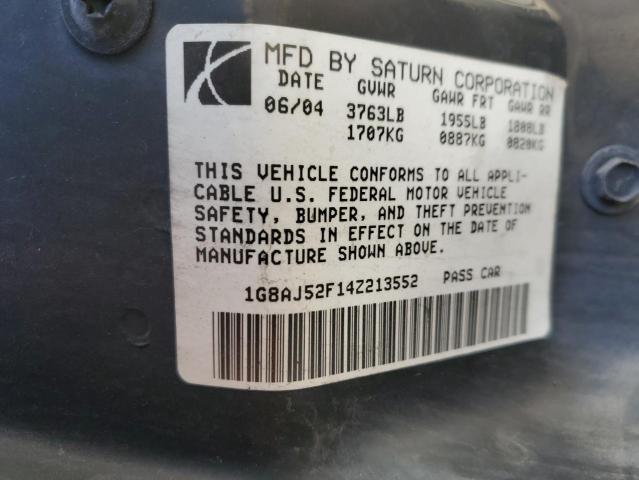 MFD BY SATURN CORPORATION
DATE GVWR GAWR FRT GAWR RR
06/04 3763LB 1955LB 1808LB
1707KG 0887KG 0820KG
THIS VEHICLE CONFORMS TO ALL APPLI-
CABLE U.S. FEDERAL MOTOR VEHICLE
SAFETY, BUMPER, AND THEFT PREVENTION
STANDARDS IN EFFECT ON THE DATE OF
MANUFACTURE SHOWN ABOVE.
1G8AJ52F14Z213552 PASS CAR